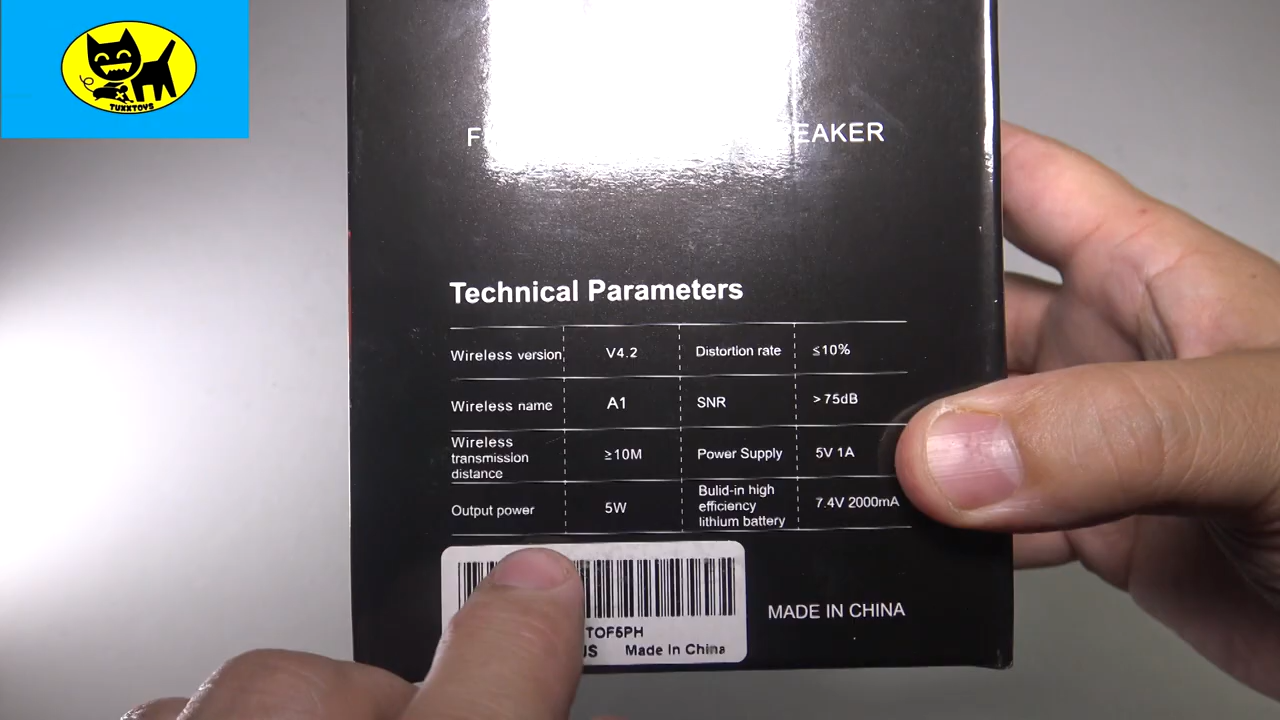 TUXXTOYS
EAKER
Technical Parameters
Wireless version V4.2 Distortion rate ≤10%
Wireless name A1 SNR >75dB
Wireless
transmission
distance
≥10M Power Supply 5V 1A
Output power 5W
Bulid-in high
efficiency
lithium battery
7.4V 2000mA
TOF5PH
Made In China
MADE IN CHINA